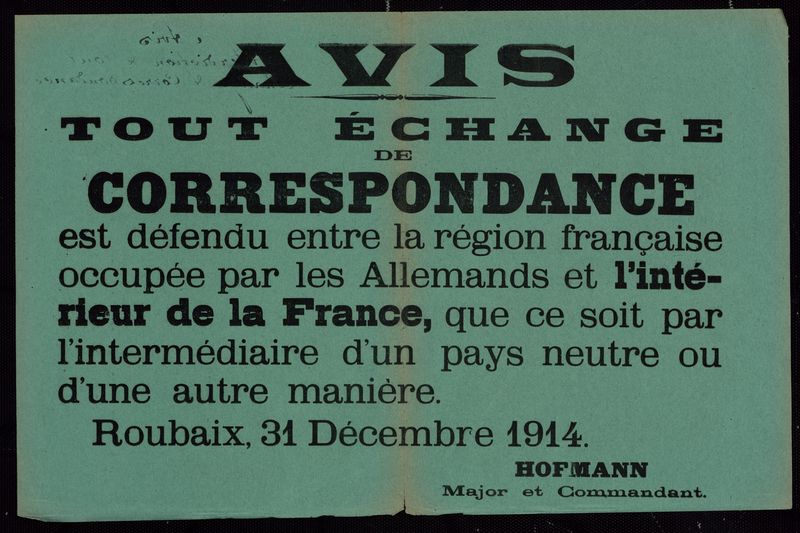 AVIS
TOUT ÉCHANGE
DE
CORRESPONDANCE
est défendu entre la région française
occupée par les Allemands et l'inté-
rieur de la France, que ce soit par
l'intermédiaire d'un pays neutre ou
d'une autre manière.
Roubaix, 31 Décembre 1914.
HOFMANN
Major et Commandant.